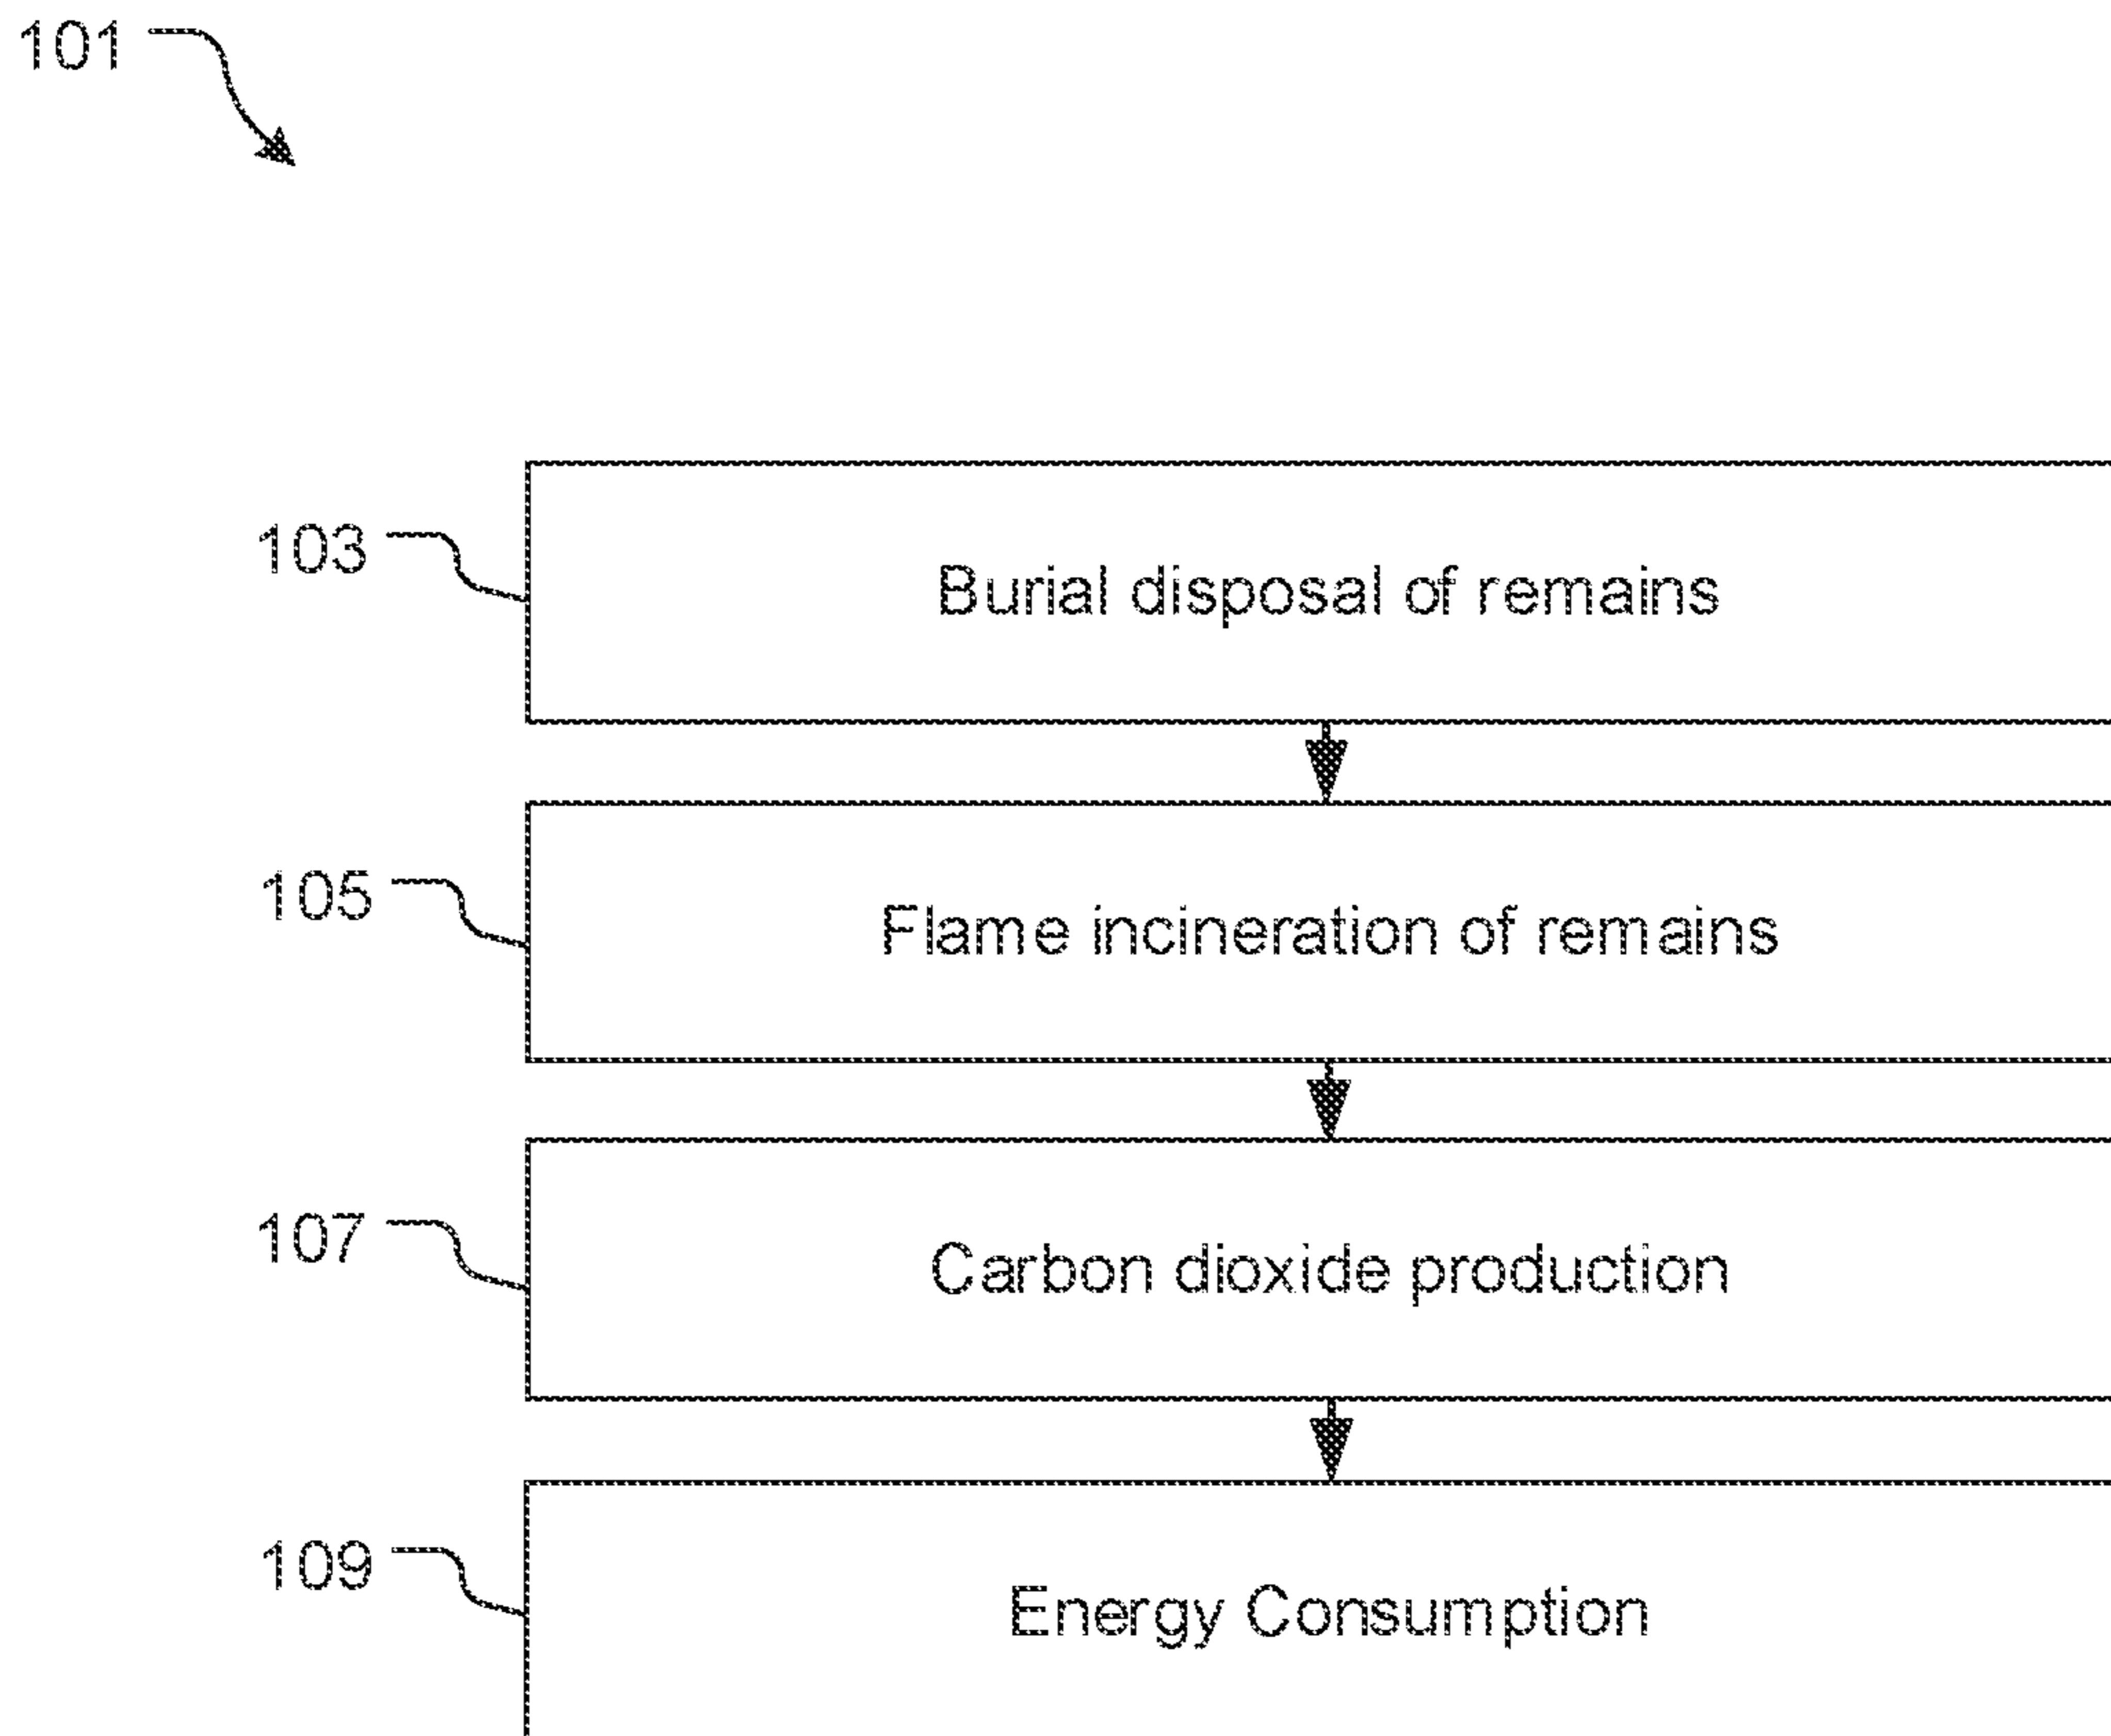 101
103
Burial disposal of remains
105
Flame incineration of remains
107
Carbon dioxide production
109
Energy Consumption